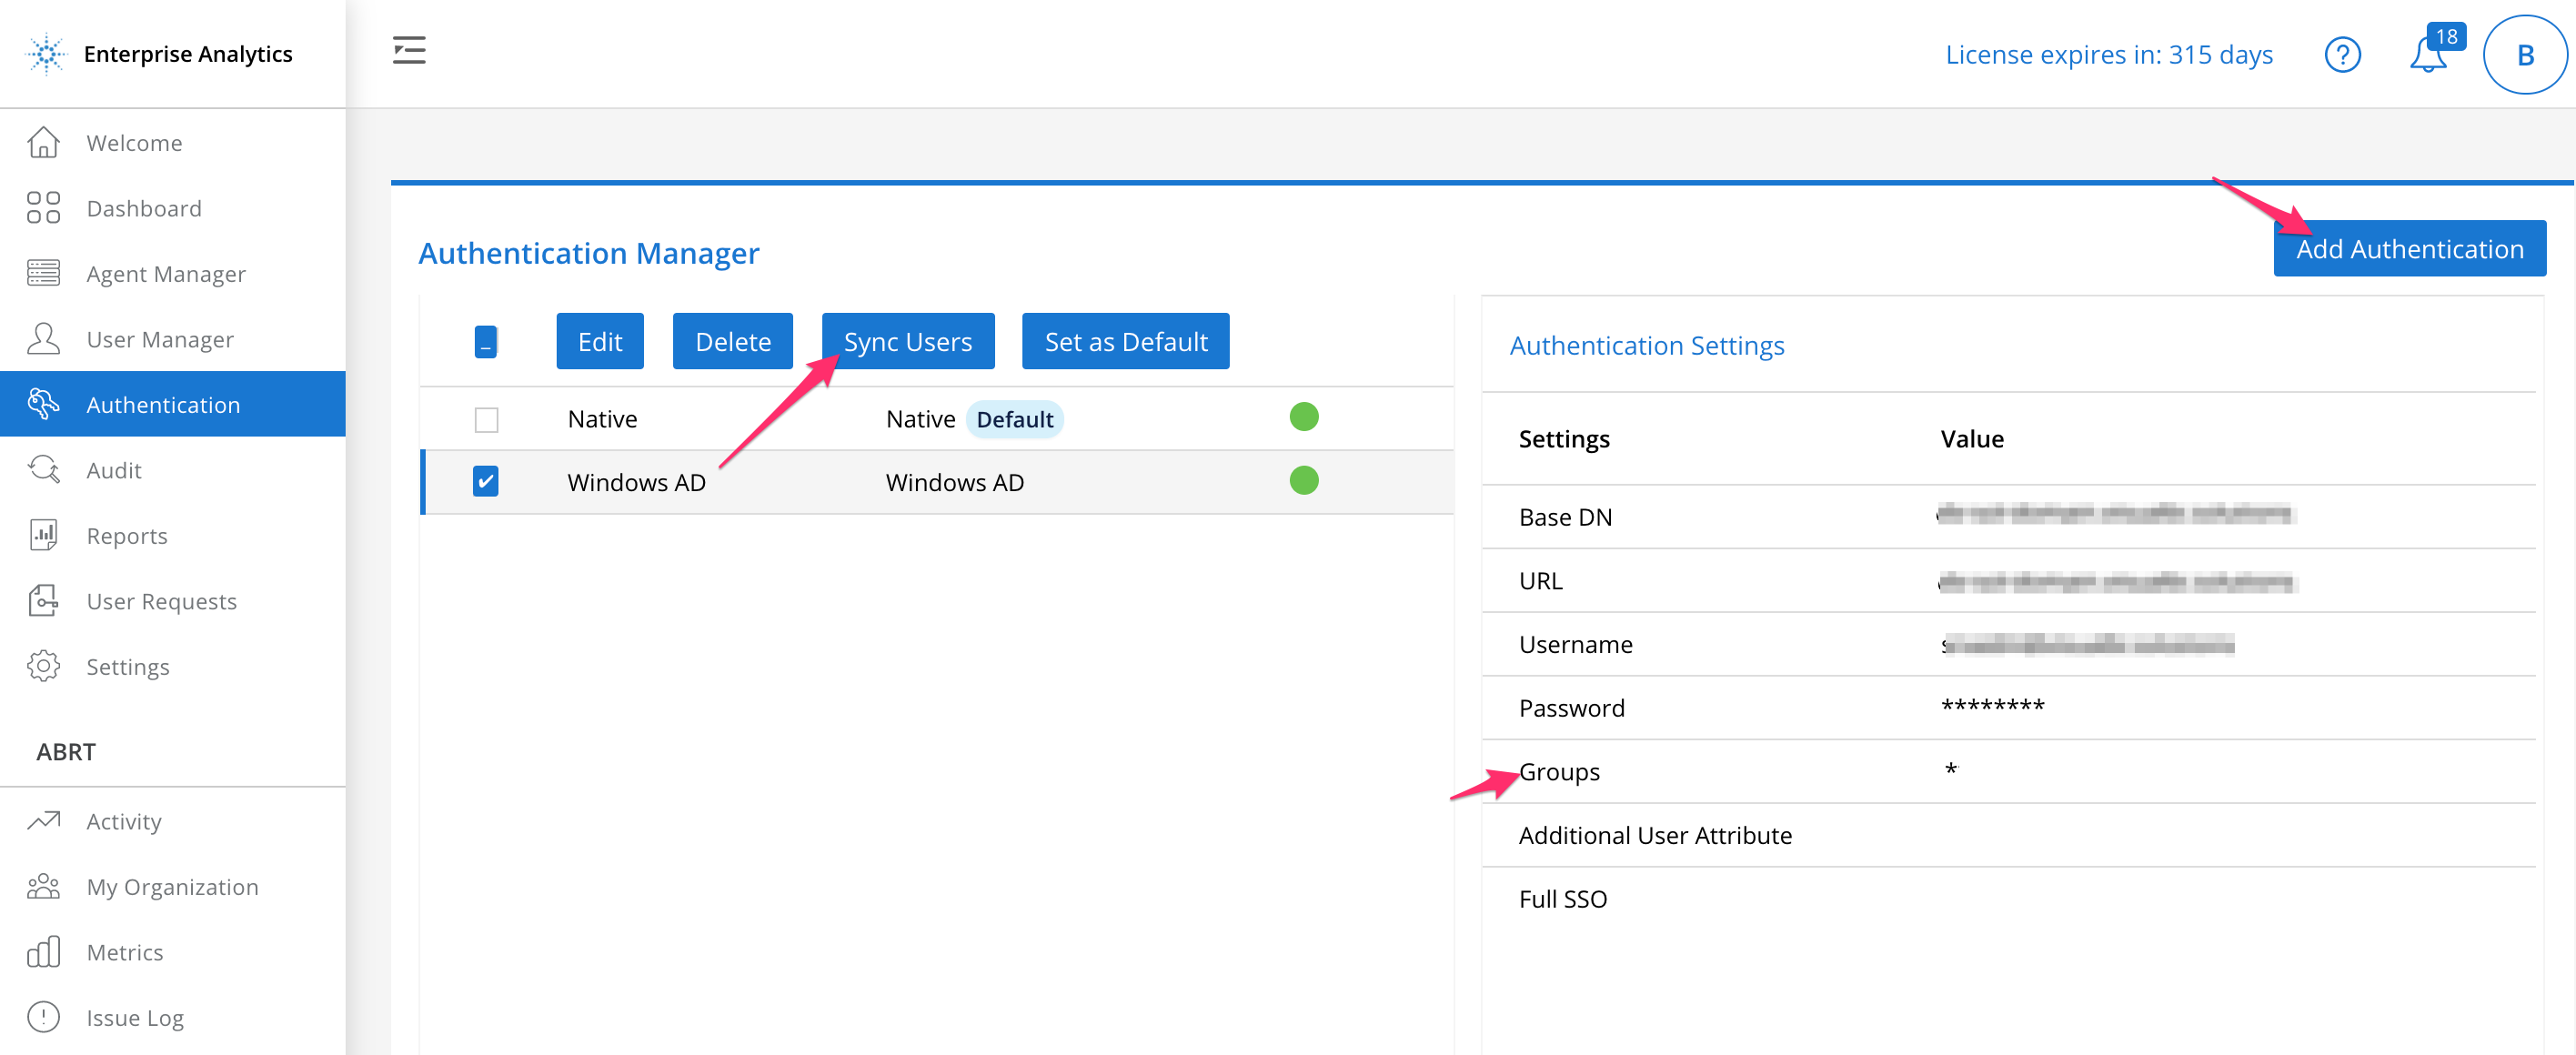 Enterprise Analytics
License expires in: 315 days
?
18
B
Welcome
Dashboard
Agent Manager
User Manager
Authentication
Audit
Reports
User Requests
Settings
ABRT
Activity
My Organization
Metrics
Issue Log
Authentication Manager
Add Authentication
Edit Delete Sync Users Set as Default
Native Native Default
Windows AD Windows AD
Authentication Settings
Settings Value
Base DN
URL
Username
Password ********
Groups *
Additional User Attribute
Full SSO